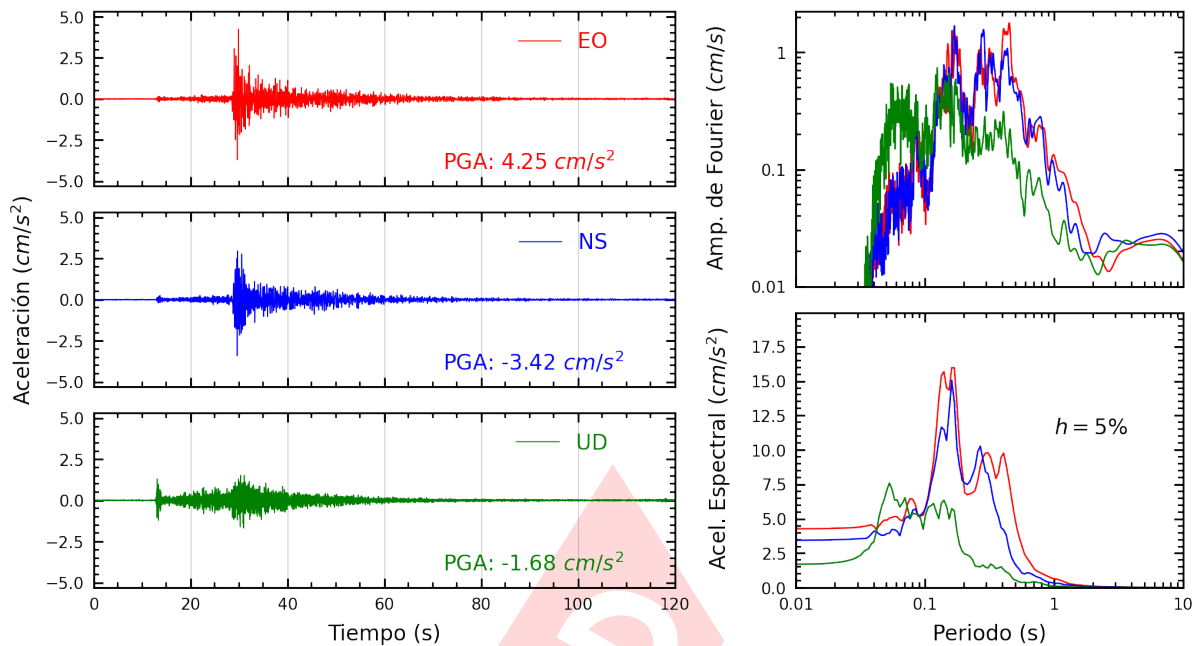 Aceleración (cm/s²)
5.0
2.5
0.0
−2.5
−5.0
EO
PGA: 4.25 cm/s²
5.0
2.5
0.0
−2.5
−5.0
NS
PGA: -3.42 cm/s²
5.0
2.5
0.0
−2.5
−5.0
UD
PGA: -1.68 cm/s²
0 20 40 60 80 100 120
Tiempo (s)
Amp. de Fourier (cm/s)
1
0.1
0.01
Acel. Espectral (cm/s²)
17.5
15.0
12.5
10.0
7.5
5.0
2.5
0.0
h = 5%
0.01 0.1 1 10
Periodo (s)